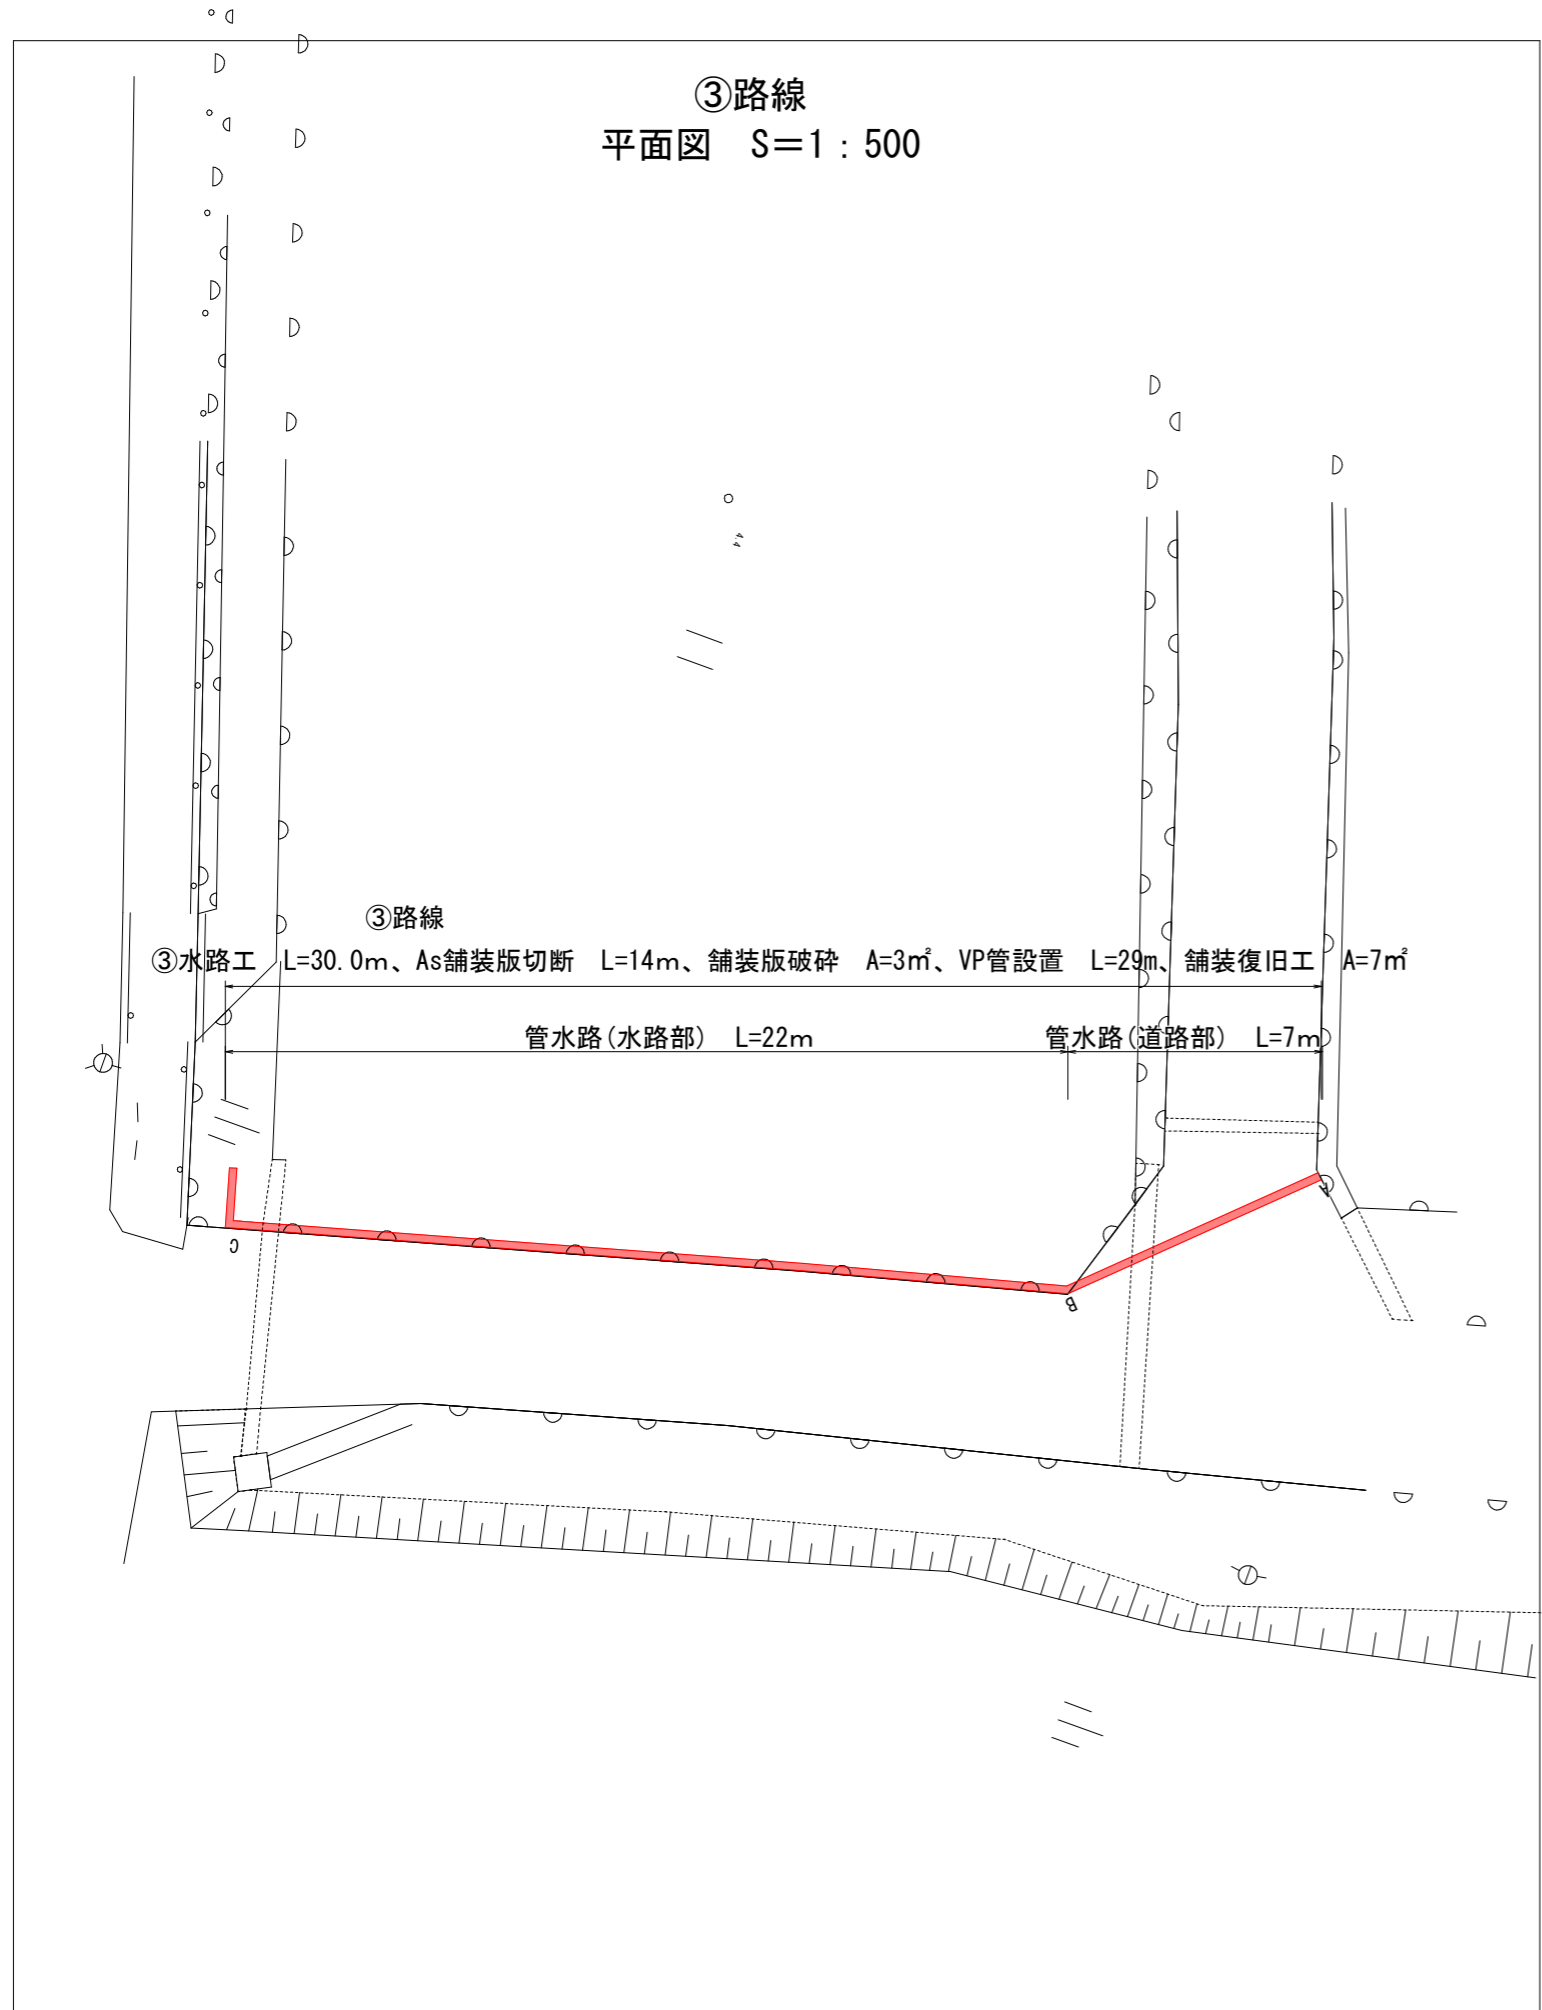 ③路線
平面図　S＝1：500
4.4
③路線
③水路工　L=30.0m、As舗装版切断　L=14m、舗装版破砕　A=3㎡、VP管設置　L=29m、舗装復旧工　A=7㎡
管水路(水路部)　L=22m
管水路(道路部)　L=7m
A
C
B